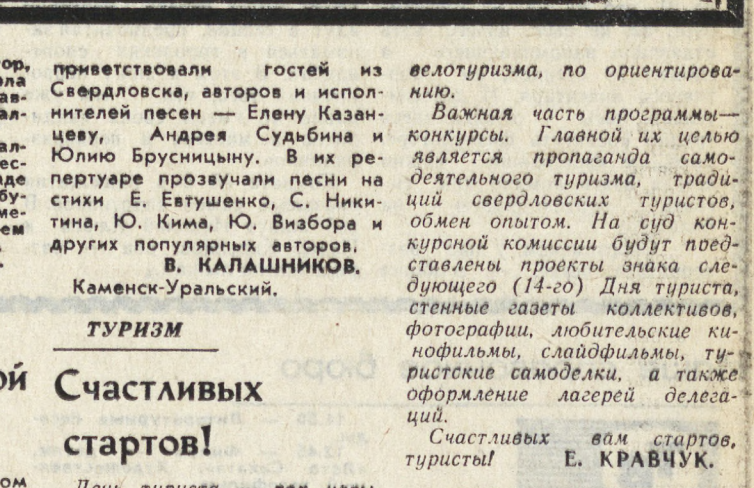 приветствовали гостей из
Свердловска, авторов и испол-
нителей песен — Елену Казан-
цеву, Андрея Судьбина и
Юлию Брусницыну. В их ре-
пертуаре прозвучали песни на
стихи Е. Евтушенко, С. Ники-
тина, Ю. Кима, Ю. Визбора и
других популярных авторов.
В. КАЛАШНИКОВ.
Каменск-Уральский.
ТУРИЗМ
Счастливых
стартов!
День туриста
велотуризма, по ориентирова-
нию.
Важная часть программы—
конкурсы. Главной их целью
является пропаганда само-
деятельного туризма, тради-
ций свердловских туристов,
обмен опытом. На суд кон-
курсной комиссии будут пред-
ставлены проекты знака сле-
дующего (14-го) Дня туриста,
стенные газеты коллективов,
фотографии, любительские ки-
нофильмы, слайдфильмы, ту-
ристские самоделки, а также
оформление лагерей делега-
ций.
Счастливых вам стартов,
туристы! Е. КРАВЧУК.